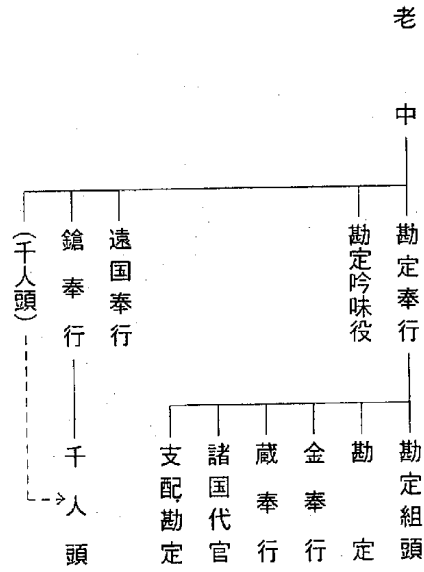 老中
勘定奉行
勘定吟味役
遠国奉行
鎗奉行
(千人頭)
勘定組頭
勘定
金奉行
蔵奉行
諸国代官
支配勘定
千人頭